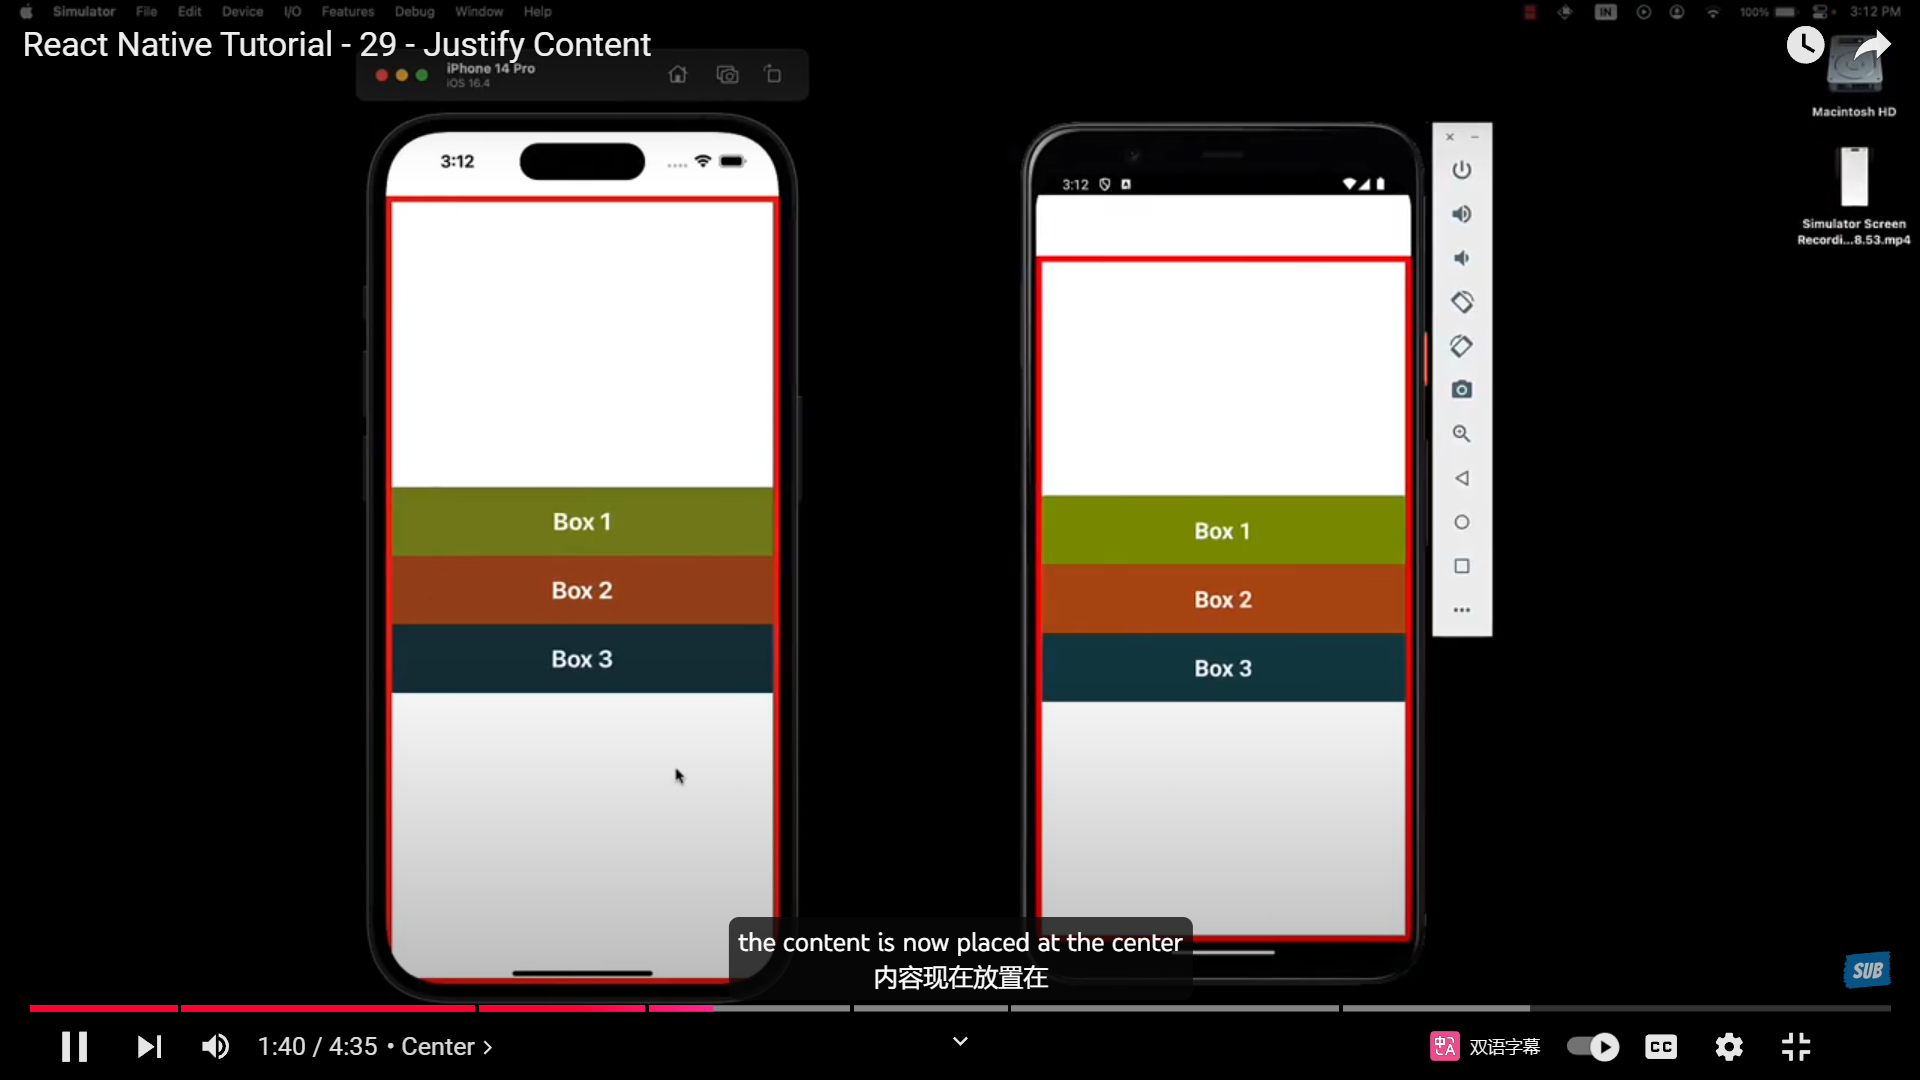 Simulator File Edit Device I/O Features Debug Window Help
IN 100% 3:12 PM
React Native Tutorial - 29 - Justify Content
iPhone 14 Pro
iOS 16.4
Macintosh HD
Simulator Screen
Recordi...8.53.mp4
3:12
Box 1
Box 2
Box 3
3:12
Box 1
Box 2
Box 3
the content is now placed at the center
内容现在放置在
SUB
1:40 / 4:35 • Center
双语字幕
CC